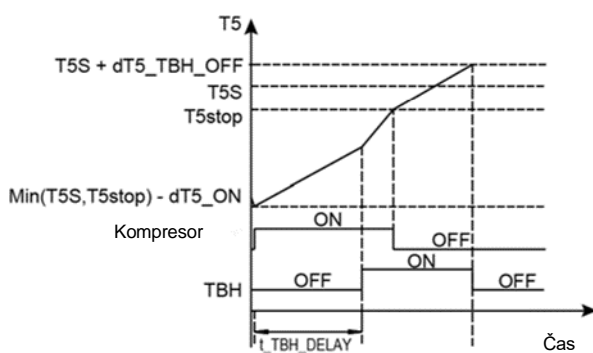 T5
T5S + dT5_TBH_OFF
T5S
T5stop
Min(T5S,T5stop) - dT5_ON
Kompresor
ON
OFF
TBH
OFF
ON
OFF
t_TBH_DELAY
Čas